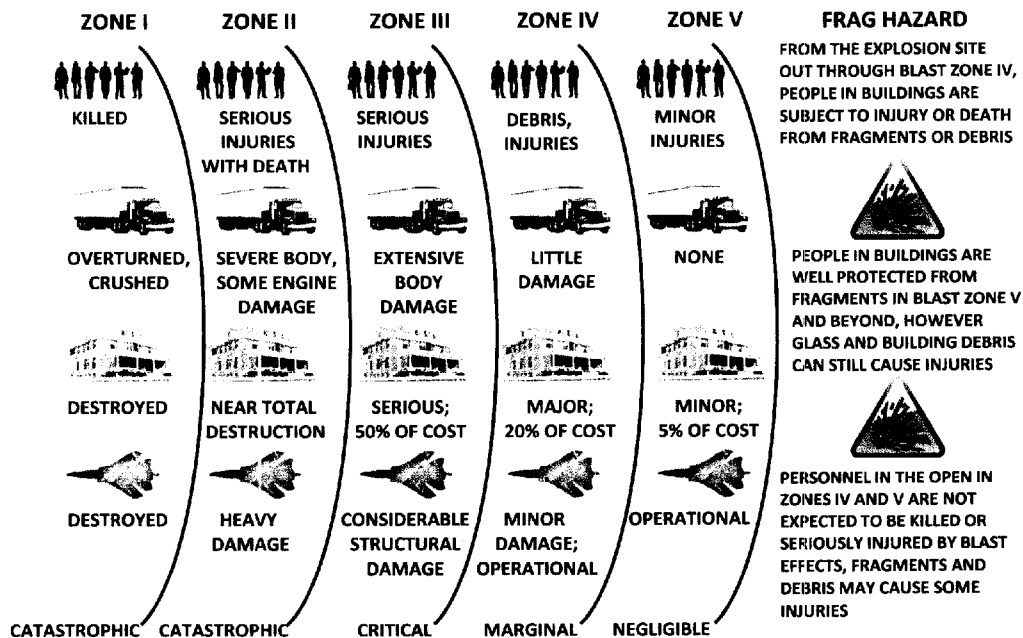 ZONE I
KILLED
OVERTURNED,
CRUSHED
DESTROYED
DESTROYED
CATASTROPHIC
ZONE II
SERIOUS
INJURIES
WITH DEATH
SEVERE BODY,
SOME ENGINE
DAMAGE
NEAR TOTAL
DESTRUCTION
HEAVY
DAMAGE
CATASTROPHIC
ZONE III
SERIOUS
INJURIES
EXTENSIVE
BODY
DAMAGE
SERIOUS;
50% OF COST
CONSIDERABLE
STRUCTURAL
DAMAGE
CRITICAL
ZONE IV
DEBRIS,
INJURIES
LITTLE
DAMAGE
MAJOR;
20% OF COST
MINOR
DAMAGE;
OPERATIONAL
MARGINAL
ZONE V
MINOR
INJURIES
NONE
MINOR;
5% OF COST
OPERATIONAL
NEGLIGIBLE
FRAG HAZARD
FROM THE EXPLOSION SITE
OUT THROUGH BLAST ZONE IV,
PEOPLE IN BUILDINGS ARE
SUBJECT TO INJURY OR DEATH
FROM FRAGMENTS OR DEBRIS
PEOPLE IN BUILDINGS ARE
WELL PROTECTED FROM
FRAGMENTS IN BLAST ZONE V
AND BEYOND, HOWEVER
GLASS AND BUILDING DEBRIS
CAN STILL CAUSE INJURIES
PERSONNEL IN THE OPEN IN
ZONES IV AND V ARE NOT
EXPECTED TO BE KILLED OR
SERIOUSLY INJURED BY BLAST
EFFECTS, FRAGMENTS AND
DEBRIS MAY CAUSE SOME
INJURIES